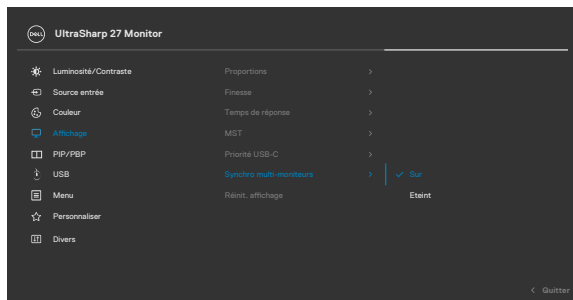 DELL UltraSharp 27 Monitor
Luminosité/Contraste Proportions
Source entrée Finesse
Couleur Temps de réponse
Affichage MST
PIP/PBP Priorité USB-C
USB Synchro multi-moniteurs Sur
Menu Réinit. affichage Eteint
Personnaliser
Divers
Quitter